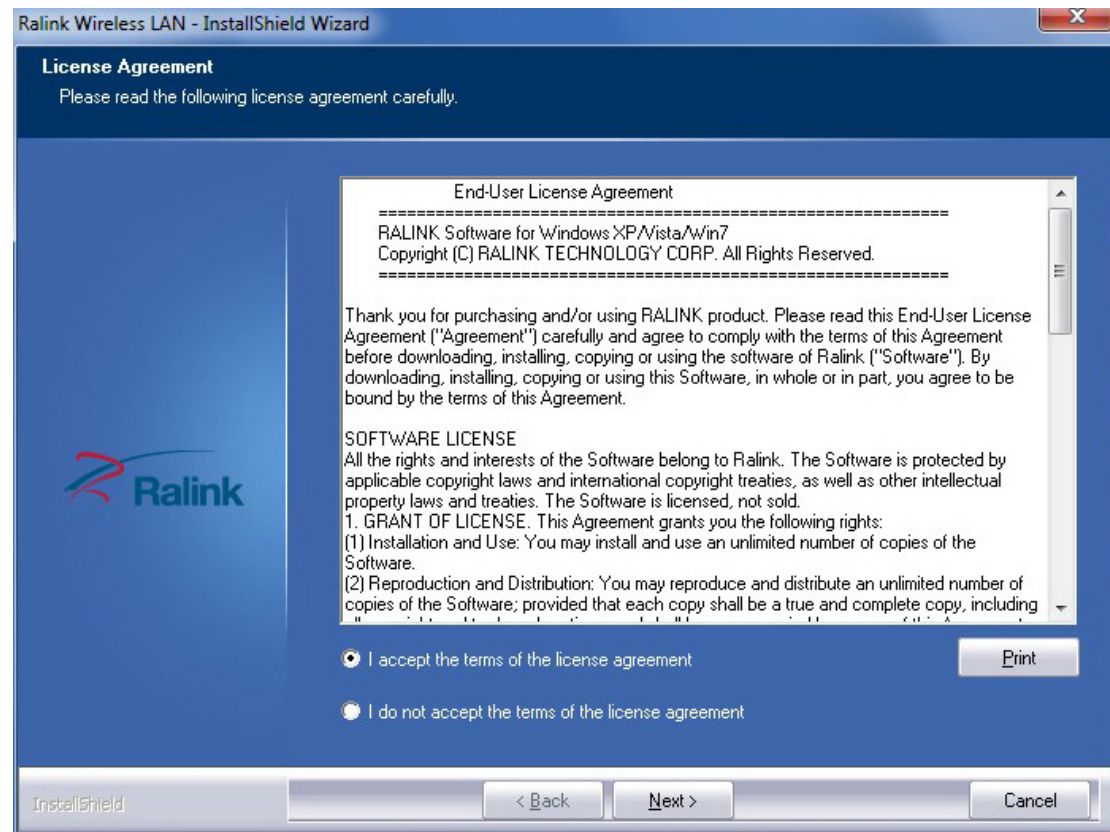 Ralink Wireless LAN - InstallShield Wizard
License Agreement
Please read the following license agreement carefully.
End-User License Agreement
============================================================
RALINK Software for Windows XP/Vista/Win7
Copyright (C) RALINK TECHNOLOGY CORP. All Rights Reserved.
============================================================
Thank you for purchasing and/or using RALINK product. Please read this End-User License
Agreement ("Agreement") carefully and agree to comply with the terms of this Agreement
before downloading, installing, copying or using the software of Ralink ("Software"). By
downloading, installing, copying or using this Software, in whole or in part, you agree to be
bound by the terms of this Agreement.
SOFTWARE LICENSE
All the rights and interests of the Software belong to Ralink. The Software is protected by
applicable copyright laws and international copyright treaties, as well as other intellectual
property laws and treaties. The Software is licensed, not sold.
1. GRANT OF LICENSE. This Agreement grants you the following rights:
(1) Installation and Use: You may install and use an unlimited number of copies of the
Software.
(2) Reproduction and Distribution: You may reproduce and distribute an unlimited number of
copies of the Software; provided that each copy shall be a true and complete copy, including
Ralink
I accept the terms of the license agreement
Print
I do not accept the terms of the license agreement
InstallShield
< Back
Next >
Cancel